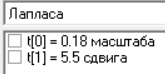 Лапласа
t[0] = 0.18 масштаба
t[1] = 5.5 сдвига